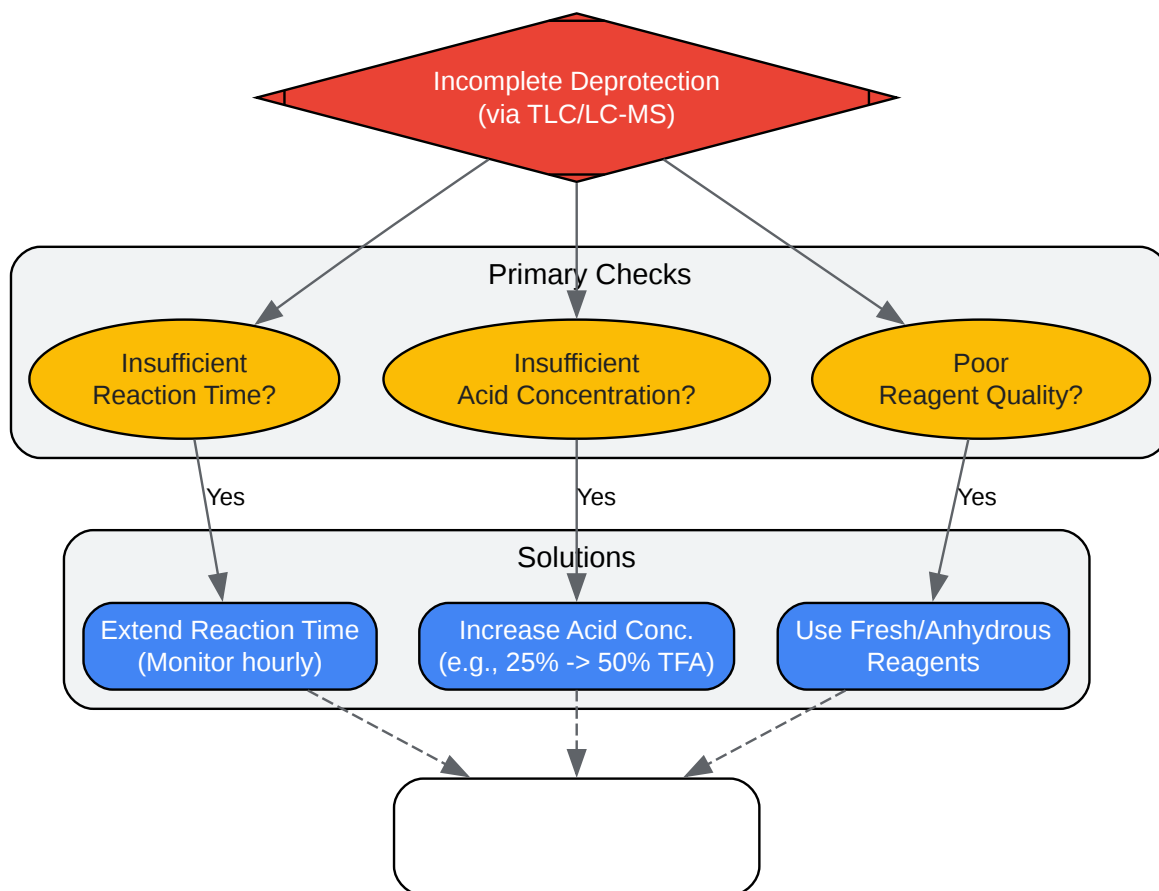 Incomplete Deprotection
(via TLC/LC-MS)
Primary Checks
Insufficient
Reaction Time?
Insufficient
Acid Concentration?
Poor
Reagent Quality?
Yes
Yes
Yes
Solutions
Extend Reaction Time
(Monitor hourly)
Increase Acid Conc.
(e.g., 25% -> 50% TFA)
Use Fresh/Anhydrous
Reagents